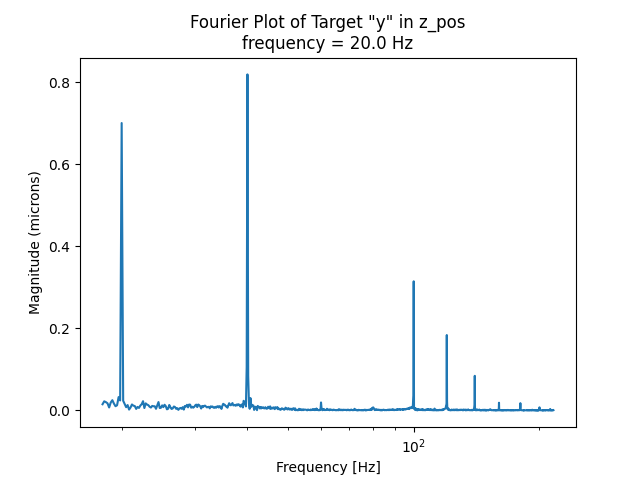 Fourier Plot of Target "y" in z_pos
frequency = 20.0 Hz
Magnitude (microns)
0.8
0.6
0.4
0.2
0.0
10²
Frequency [Hz]